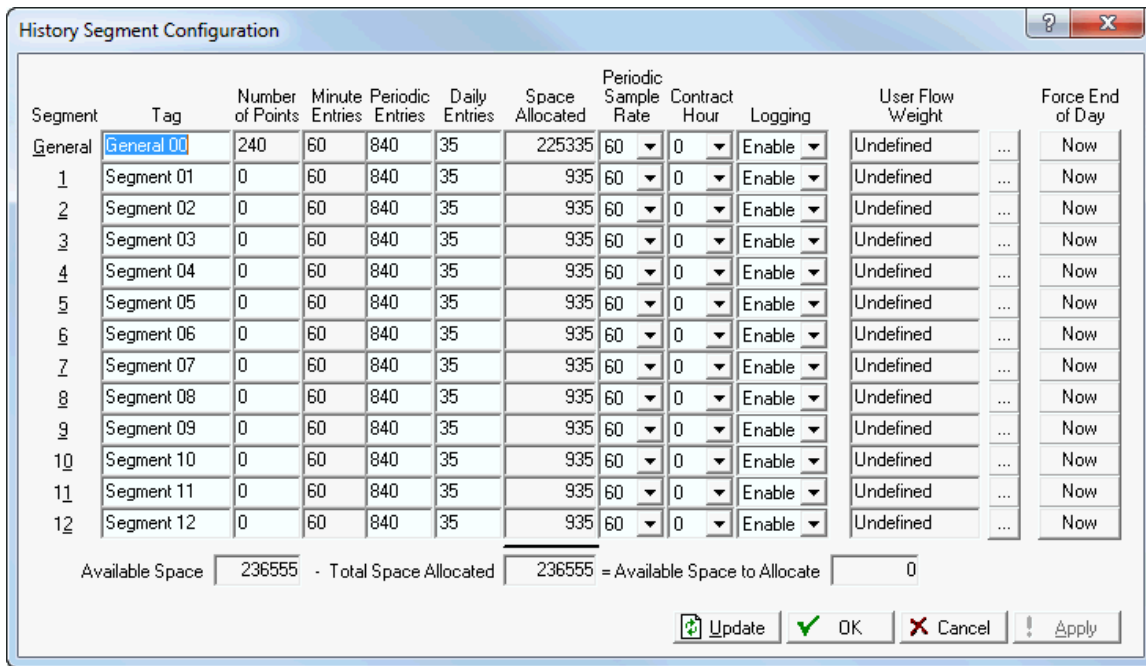 History Segment Configuration
?
X
Segment Tag Number of Points Minute Entries Periodic Entries Daily Entries Space Allocated Periodic Sample Rate Contract Hour Logging User Flow Weight Force End of Day
General General 00 240 60 840 35 225335 60 0 Enable Undefined ... Now
1 Segment 01 0 60 840 35 935 60 0 Enable Undefined ... Now
2 Segment 02 0 60 840 35 935 60 0 Enable Undefined ... Now
3 Segment 03 0 60 840 35 935 60 0 Enable Undefined ... Now
4 Segment 04 0 60 840 35 935 60 0 Enable Undefined ... Now
5 Segment 05 0 60 840 35 935 60 0 Enable Undefined ... Now
6 Segment 06 0 60 840 35 935 60 0 Enable Undefined ... Now
7 Segment 07 0 60 840 35 935 60 0 Enable Undefined ... Now
8 Segment 08 0 60 840 35 935 60 0 Enable Undefined ... Now
9 Segment 09 0 60 840 35 935 60 0 Enable Undefined ... Now
10 Segment 10 0 60 840 35 935 60 0 Enable Undefined ... Now
11 Segment 11 0 60 840 35 935 60 0 Enable Undefined ... Now
12 Segment 12 0 60 840 35 935 60 0 Enable Undefined ... Now
Available Space 236555 - Total Space Allocated 236555 = Available Space to Allocate 0
Update OK Cancel ! Apply